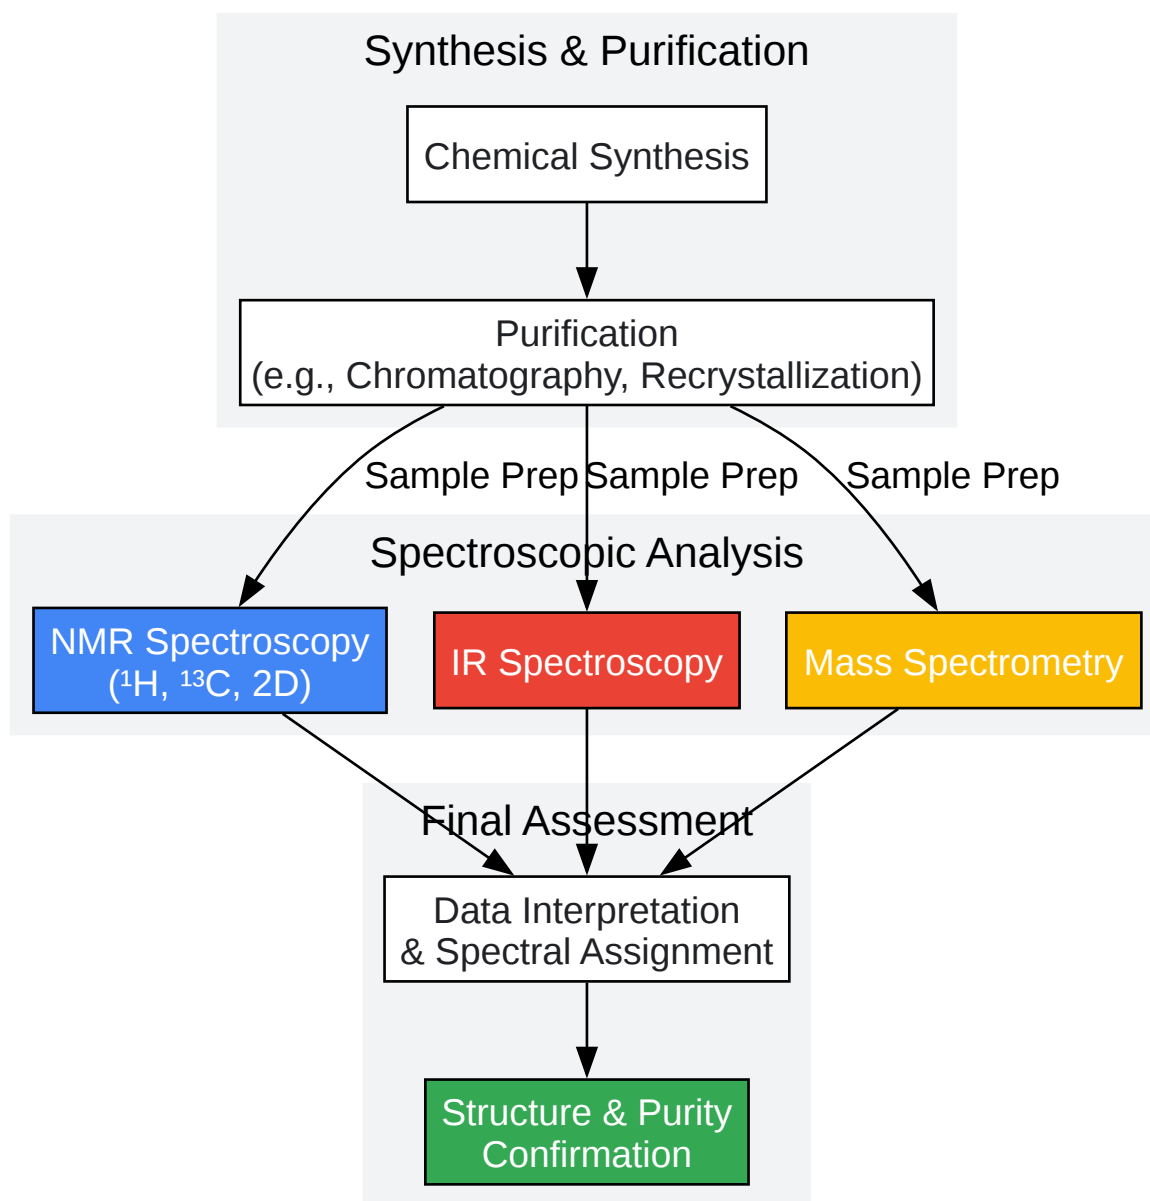 Synthesis & Purification
Chemical Synthesis
Purification
(e.g., Chromatography, Recrystallization)
Sample Prep
Sample Prep
Sample Prep
Spectroscopic Analysis
NMR Spectroscopy
(¹H, ¹³C, 2D)
IR Spectroscopy
Mass Spectrometry
Final Assessment
Data Interpretation
& Spectral Assignment
Structure & Purity
Confirmation